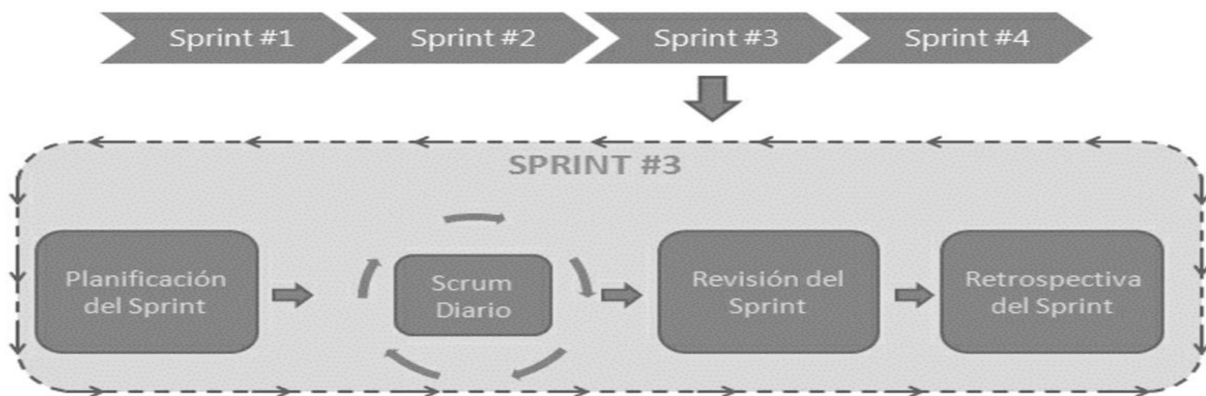 Sprint #1
Sprint #2
Sprint #3
Sprint #4
SPRINT #3
Planificación
del Sprint
Scrum
Diario
Revisión del
Sprint
Retrospectiva
del Sprint